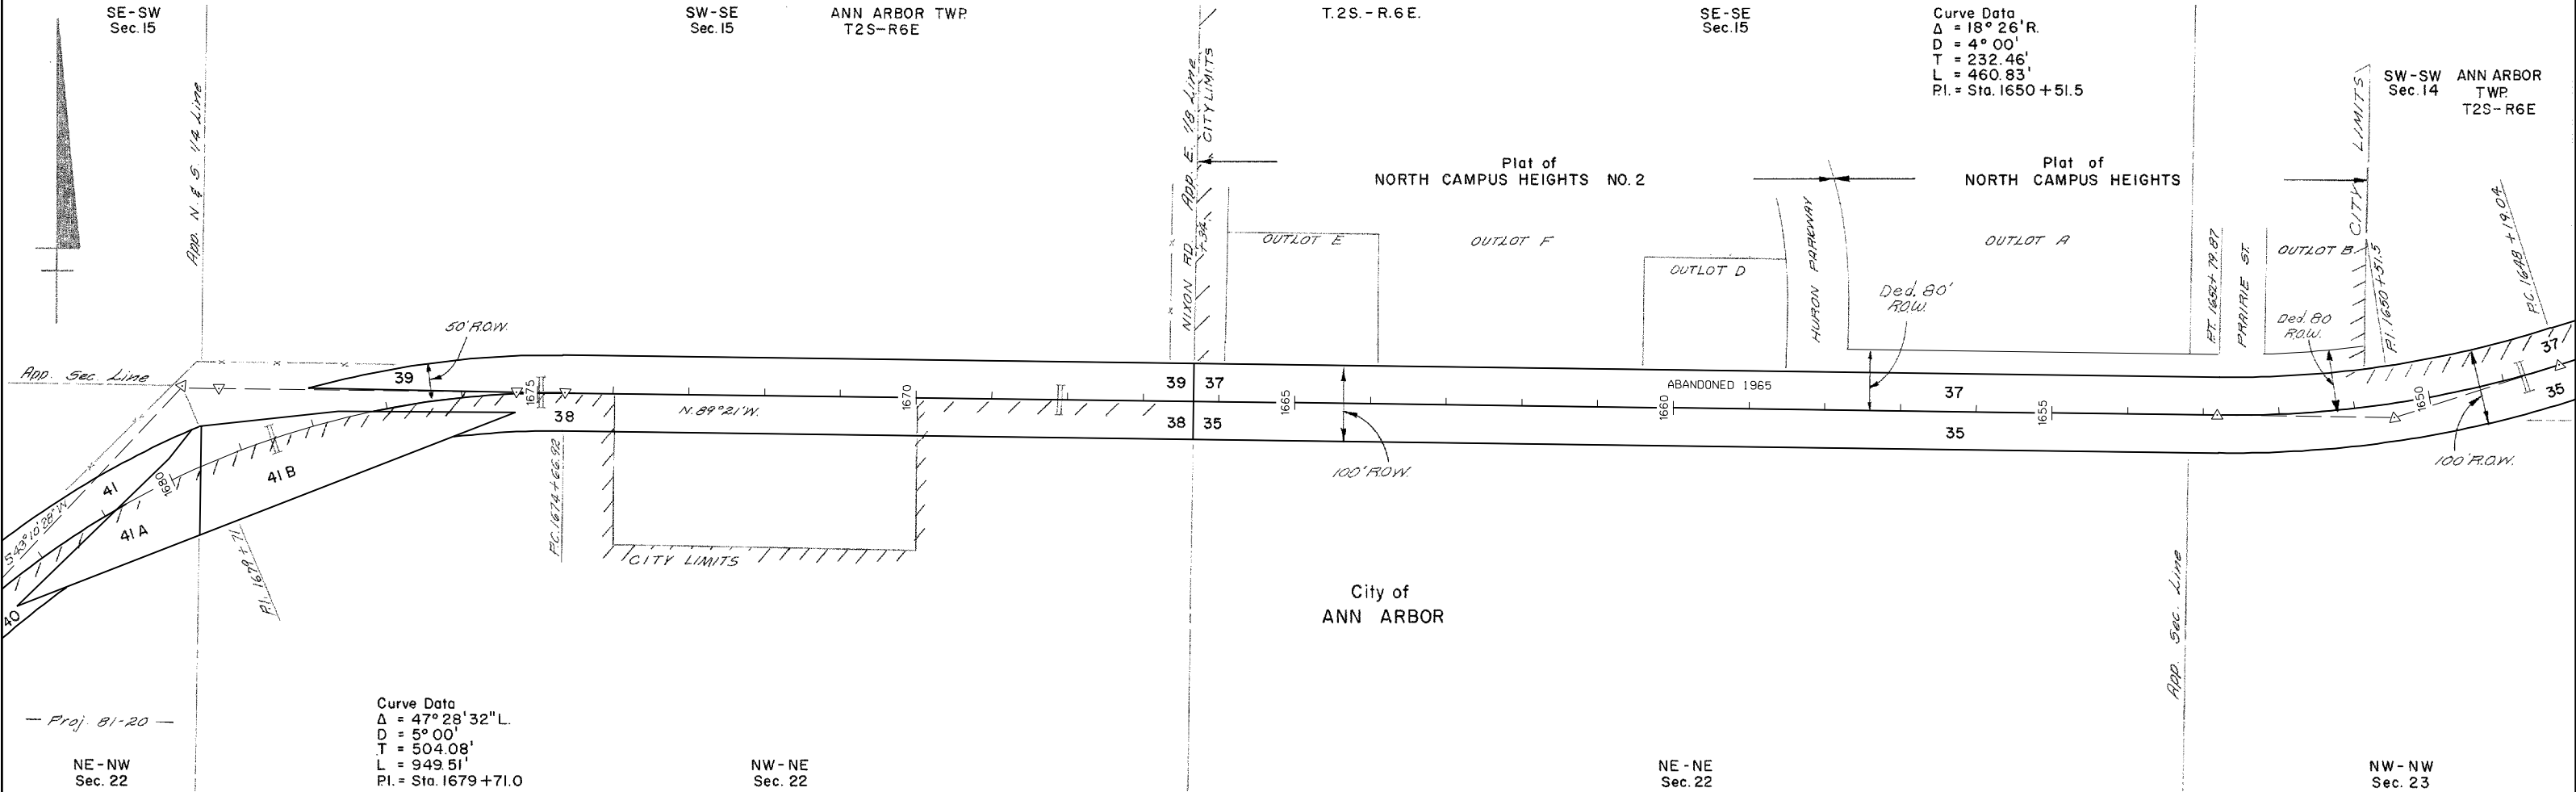 SE-SW
Sec.15
SW-SE
Sec.15
ANN ARBOR TWP.
T2S-R6E
T.2S.-R.6E.
SE-SE
Sec.15
Curve Data
Δ = 18° 26' R.
D = 4° 00'
T = 232.46'
L = 460.83'
P.I. = Sta. 1650 + 51.5
SW-SW
Sec.14
ANN ARBOR
TWP.
T2S-R6E
App. N. & S. 1/4 Line
App. E. 1/8 Line
CITY LIMITS
NIXON RD.
+34
Plat of
NORTH CAMPUS HEIGHTS NO. 2
Plat of
NORTH CAMPUS HEIGHTS
CITY LIMITS
OUTLOT E
OUTLOT F
OUTLOT D
HURON PARKWAY
OUTLOT A
P.T. 1652+79.87
PRAIRIE ST.
OUTLOT B
P.I. 1650+51.5
P.C. 1648+19.04
Ded. 80'
R.O.W.
Ded. 80
R.O.W.
50' R.O.W.
App. Sec. Line
39
1675
38
N. 89° 21' W.
1670
39
37
38
35
1665
1660
ABANDONED 1965
37
35
1655
1650
37
35
100' R.O.W.
100' R.O.W.
41
1680
41 B
41 A
40
S 43° 10' 28" W
P.I. 1679 + 71
P.C. 1674 + 66.92
CITY LIMITS
City of
ANN ARBOR
App. Sec. Line
— Proj. 81-20 —
NE-NW
Sec. 22
Curve Data
Δ = 47° 28' 32" L.
D = 5° 00'
T = 504.08'
L = 949.51'
P.I. = Sta. 1679 + 71.0
NW-NE
Sec. 22
NE-NE
Sec. 22
NW-NW
Sec. 23